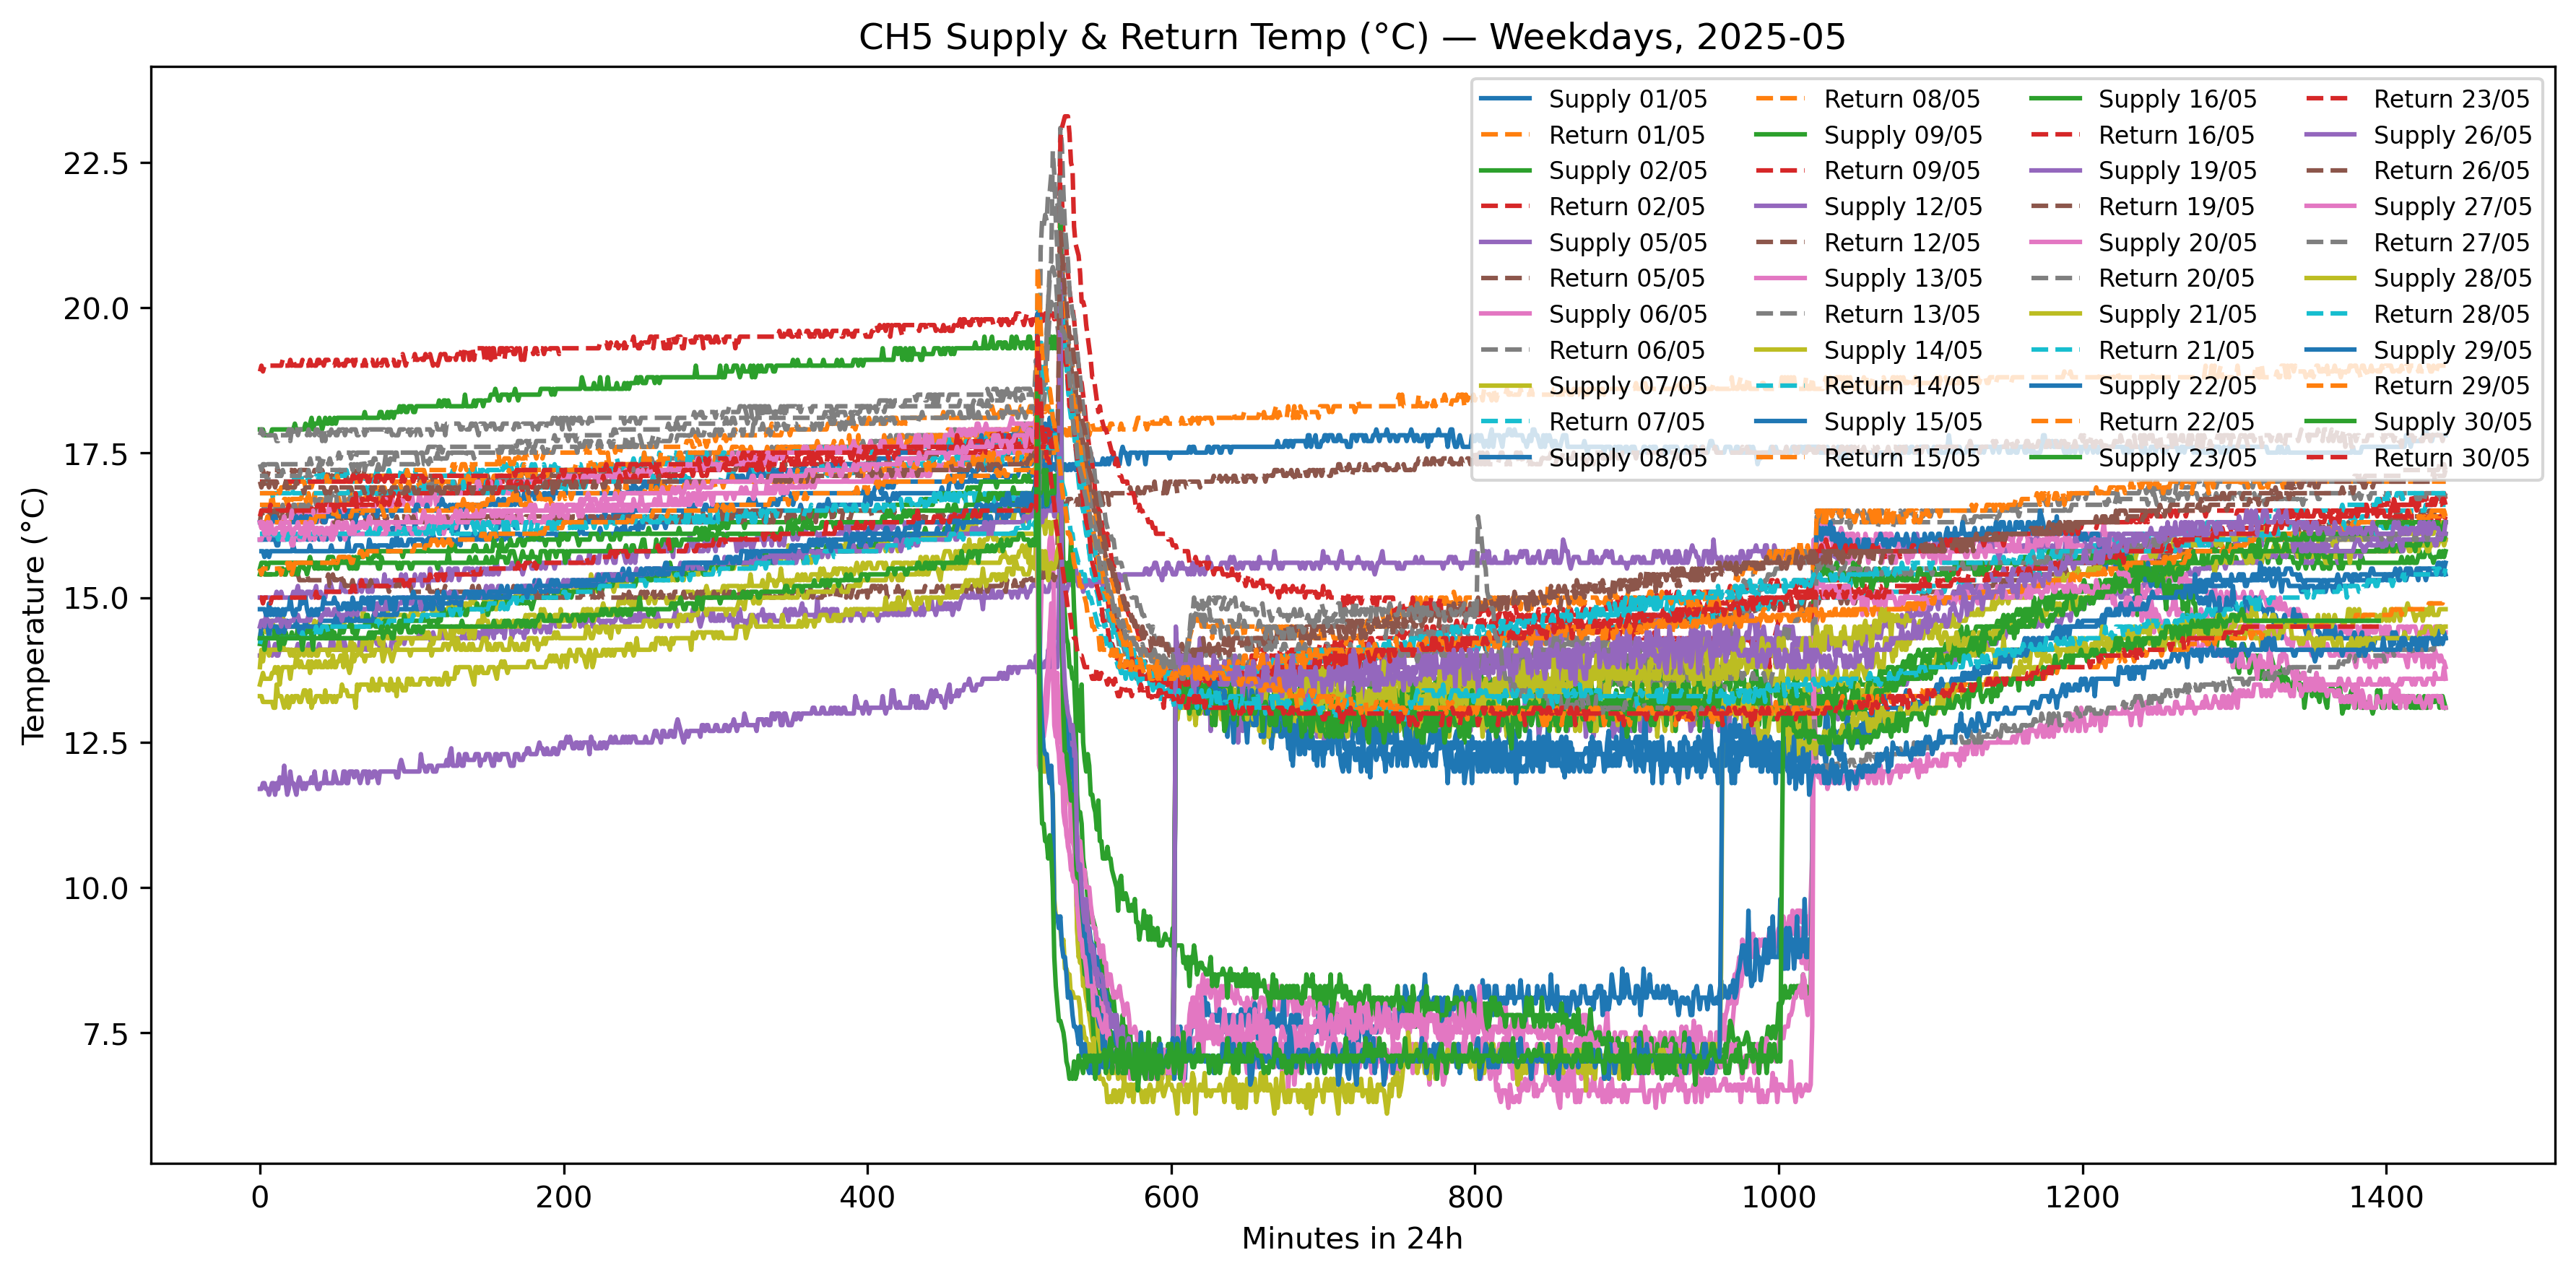 CH5 Supply & Return Temp (°C) — Weekdays, 2025-05
Temperature (°C)
22.5
20.0
17.5
15.0
12.5
10.0
7.5
Supply 01/05
Return 01/05
Supply 02/05
Return 02/05
Supply 05/05
Return 05/05
Supply 06/05
Return 06/05
Supply 07/05
Return 07/05
Supply 08/05
Return 08/05
Supply 09/05
Return 09/05
Supply 12/05
Return 12/05
Supply 13/05
Return 13/05
Supply 14/05
Return 14/05
Supply 15/05
Return 15/05
Supply 16/05
Return 16/05
Supply 19/05
Return 19/05
Supply 20/05
Return 20/05
Supply 21/05
Return 21/05
Supply 22/05
Return 22/05
Supply 23/05
Return 23/05
Supply 26/05
Return 26/05
Supply 27/05
Return 27/05
Supply 28/05
Return 28/05
Supply 29/05
Return 29/05
Supply 30/05
Return 30/05
0 200 400 600 800 1000 1200 1400
Minutes in 24h